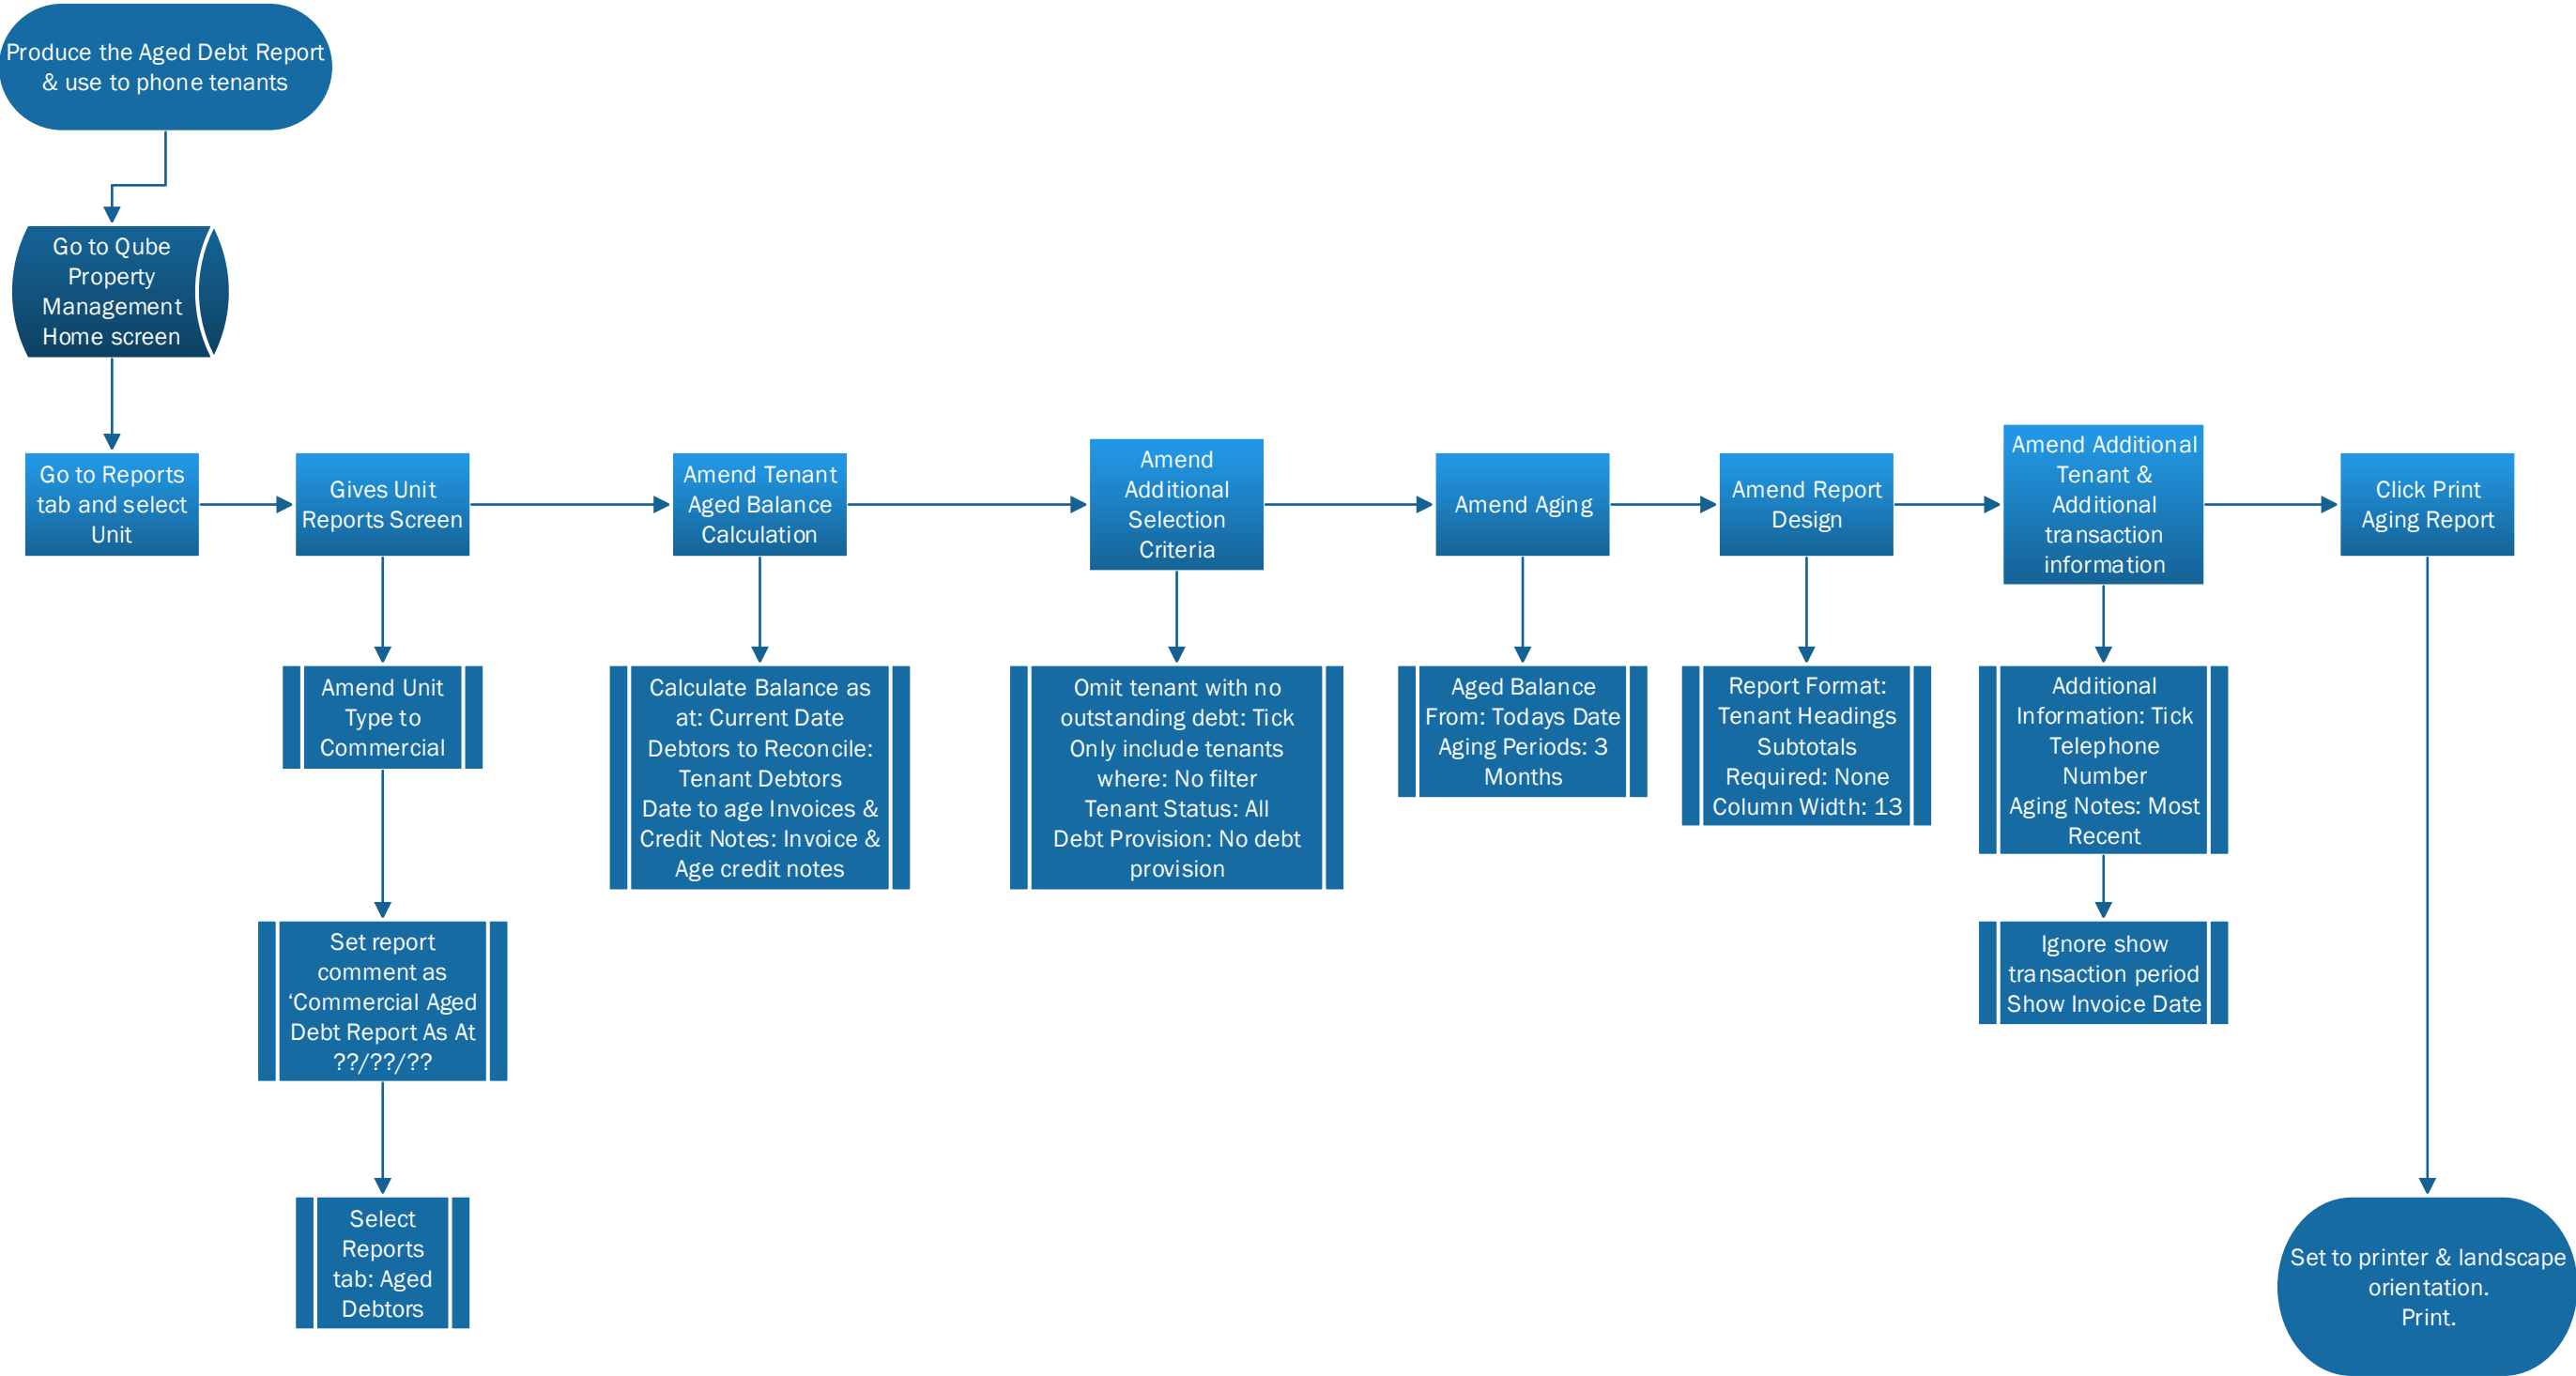 Produce the Aged Debt Report
& use to phone tenants
Go to Qube
Property
Management
Home screen
Go to Reports
tab and select
Unit
Gives Unit
Reports Screen
Amend Tenant
Aged Balance
Calculation
Amend
Additional
Selection
Criteria
Amend Aging
Amend Report
Design
Amend Additional
Tenant &
Additional
transaction
information
Click Print
Aging Report
Amend Unit
Type to
Commercial
Calculate Balance as
at: Current Date
Debtors to Reconcile:
Tenant Debtors
Date to age Invoices &
Credit Notes: Invoice &
Age credit notes
Omit tenant with no
outstanding debt: Tick
Only include tenants
where: No filter
Tenant Status: All
Debt Provision: No debt
provision
Aged Balance
From: Todays Date
Aging Periods: 3
Months
Report Format:
Tenant Headings
Subtotals
Required: None
Column Width: 13
Additional
Information: Tick
Telephone
Number
Aging Notes: Most
Recent
Set report
comment as
‘Commercial Aged
Debt Report As At
??/??/??
Ignore show
transaction period
Show Invoice Date
Select
Reports
tab: Aged
Debtors
Set to printer & landscape
orientation.
Print.